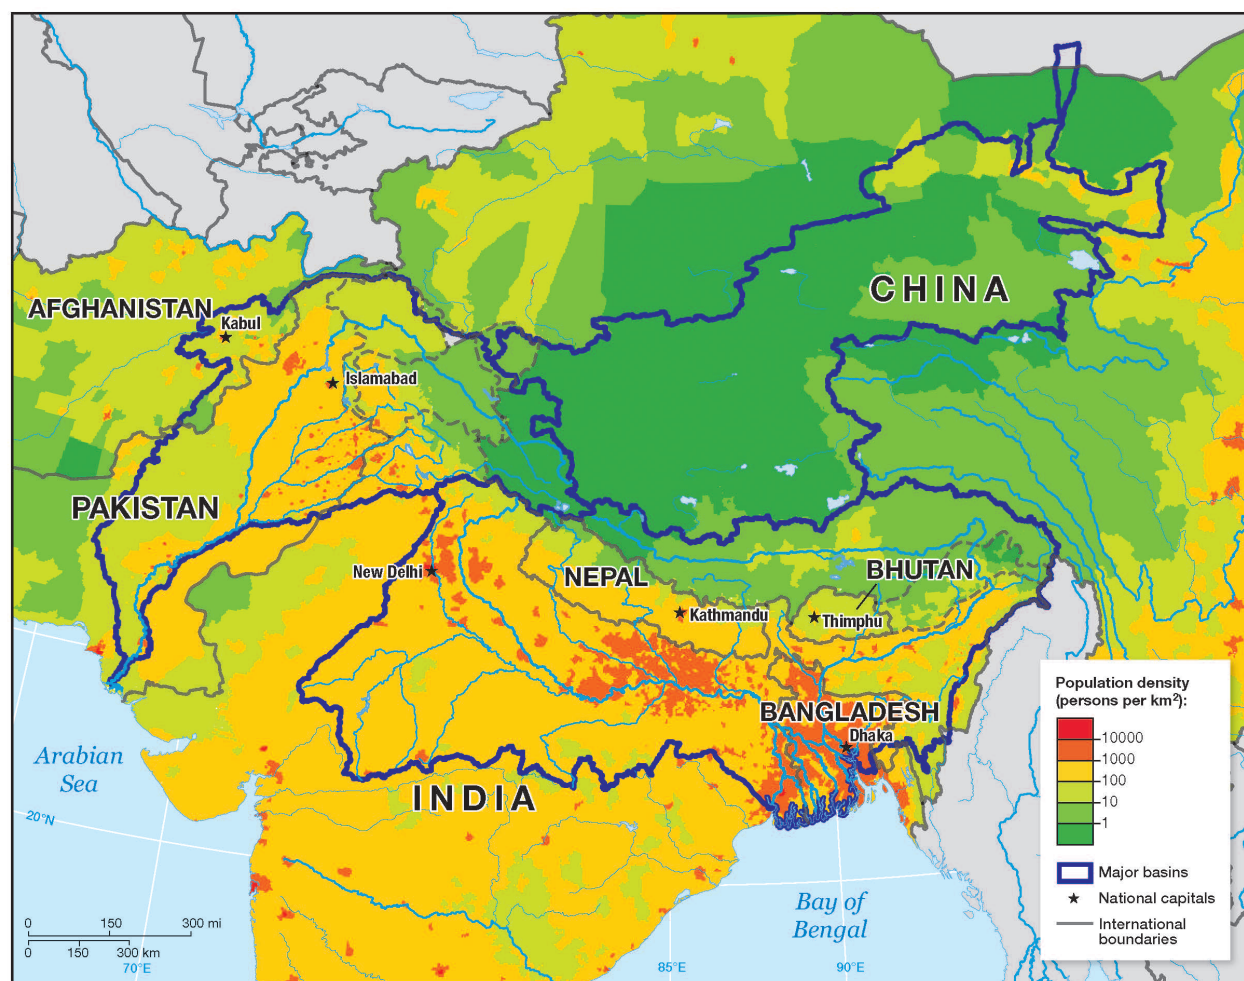 CHINA
AFGHANISTAN
Kabul
Islamabad
PAKISTAN
New Delhi
NEPAL
BHUTAN
Kathmandu
Thimphu
BANGLADESH
Dhaka
Arabian
Sea
INDIA
20°N
Bay of
Bengal
0 150 300 mi
0 150 300 km
70°E
85°E
90°E
Population density
(persons per km²):
10000
1000
100
10
1
Major basins
National capitals
International
boundaries